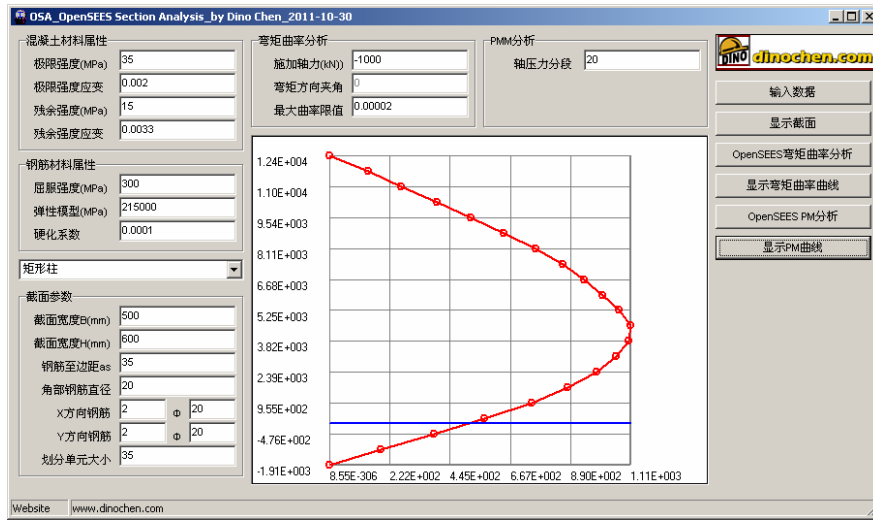 OSA_OpenSEES Section Analysis_by Dino Chen_2011-10-30
混凝土材料属性
极限强度(MPa) 35
极限强度应变 0.002
残余强度(MPa) 15
残余强度应变 0.0033
钢筋材料属性
屈服强度(MPa) 300
弹性模型(MPa) 215000
硬化系数 0.0001
矩形柱
截面参数
截面宽度B(mm) 500
截面宽度H(mm) 600
钢筋至边距as 35
角部钢筋直径 20
X方向钢筋 2 Φ 20
Y方向钢筋 2 Φ 20
划分单元大小 35
弯矩曲率分析
施加轴力(kN)) -1000
弯矩方向夹角 0
最大曲率限值 0.00002
PMM分析
轴压力分段 20
1.24E+004
1.10E+004
9.54E+003
8.11E+003
6.68E+003
5.25E+003
3.82E+003
2.39E+003
9.55E+002
-4.76E+002
-1.91E+003
8.55E-306 2.22E+002 4.45E+002 6.67E+002 8.90E+002 1.11E+003
DINO dinochen.com
输入数据
显示截面
OpenSEES弯矩曲率分析
显示弯矩曲率曲线
OpenSEES PM分析
显示PM曲线
Website www.dinochen.com